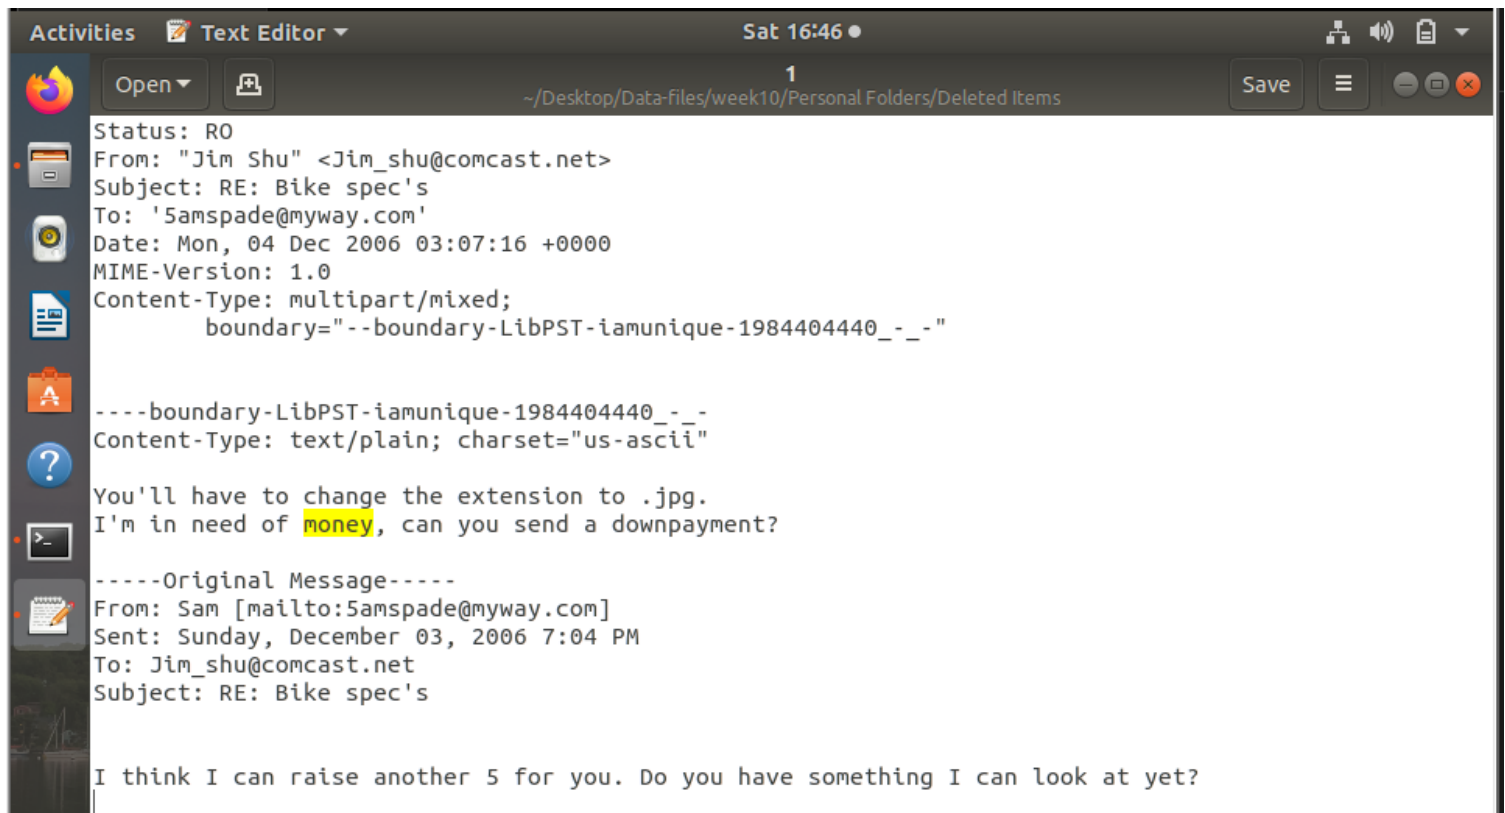 Activities Text Editor Sat 16:46
Open 1 Save
~/Desktop/Data-files/week10/Personal Folders/Deleted Items
Status: RO
From: "Jim Shu" <Jim_shu@comcast.net>
Subject: RE: Bike spec's
To: '5amspade@myway.com'
Date: Mon, 04 Dec 2006 03:07:16 +0000
MIME-Version: 1.0
Content-Type: multipart/mixed;
        boundary="--boundary-LibPST-iamunique-1984404440_-_-"
----boundary-LibPST-iamunique-1984404440_-_-
Content-Type: text/plain; charset="us-ascii"
You'll have to change the extension to .jpg.
I'm in need of money, can you send a downpayment?
-----Original Message-----
From: Sam [mailto:5amspade@myway.com]
Sent: Sunday, December 03, 2006 7:04 PM
To: Jim_shu@comcast.net
Subject: RE: Bike spec's
I think I can raise another 5 for you. Do you have something I can look at yet?